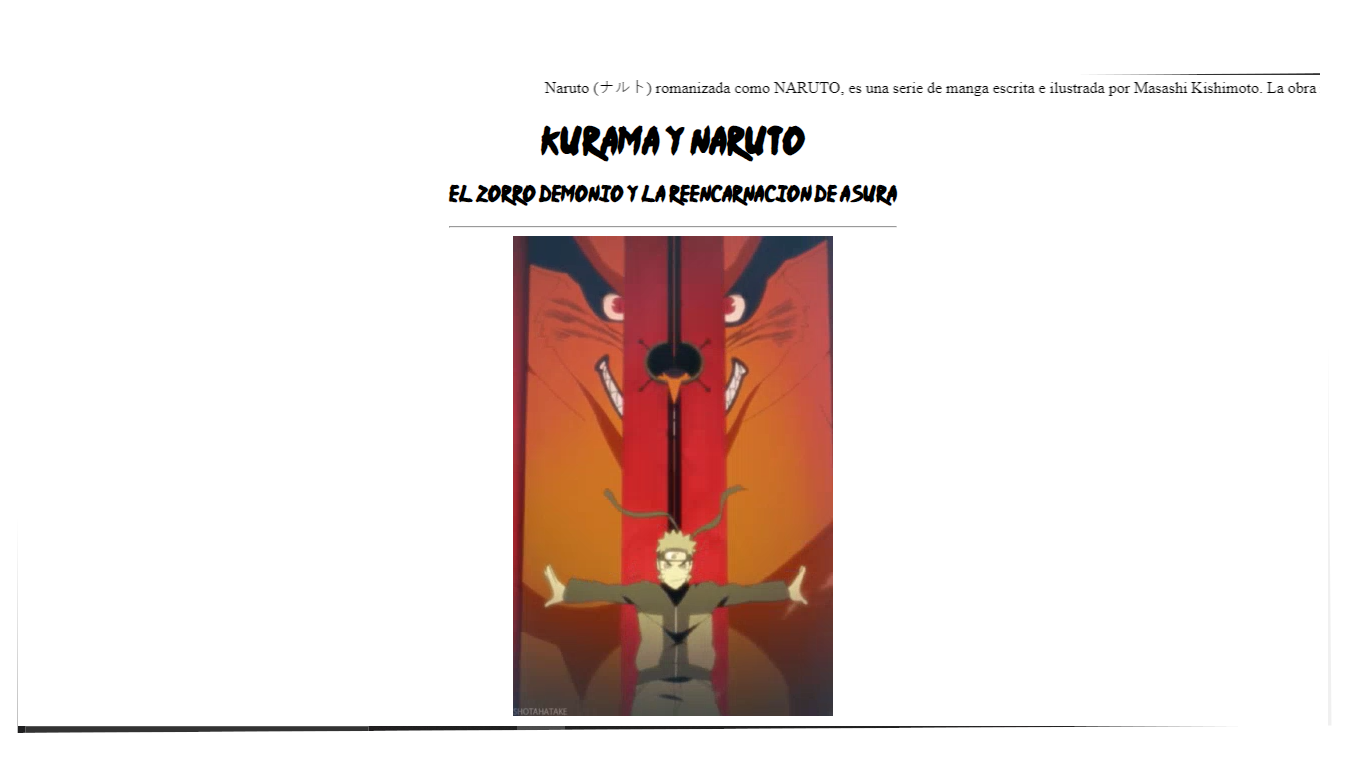 Naruto (ナルト) romanizada como NARUTO, es una serie de manga escrita e ilustrada por Masashi Kishimoto. La obra
KURAMA Y NARUTO
EL ZORRO DEMONIO Y LA REENCARNACION DE ASURA
SHOTAHATAKE